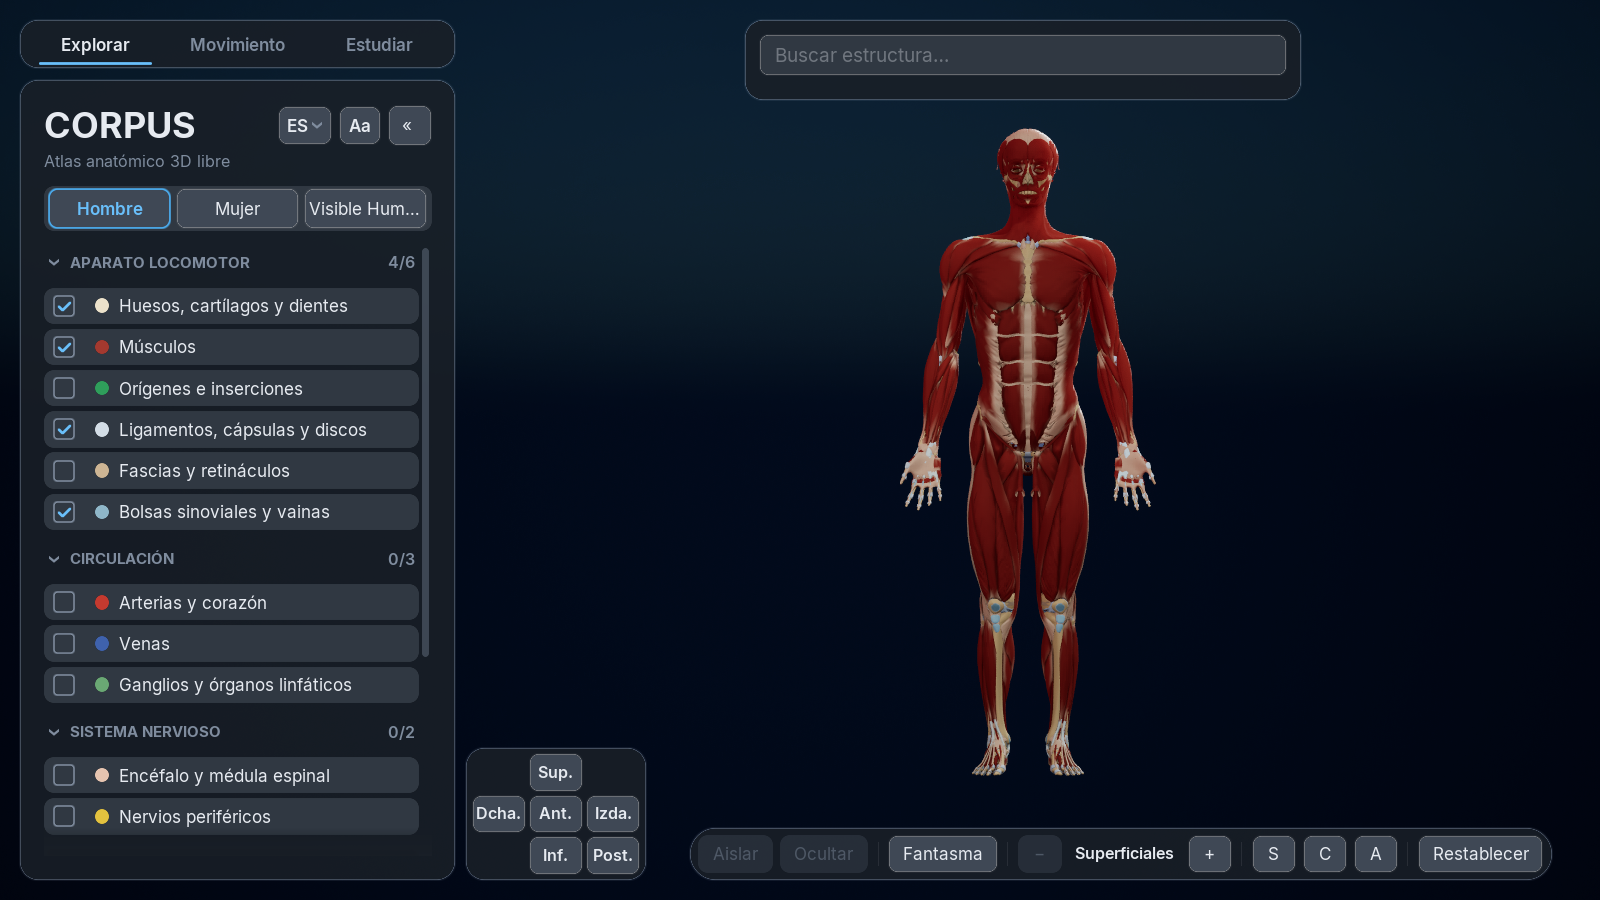 Explorar Movimiento Estudiar
Buscar estructura...
CORPUS
ES Aa «
Atlas anatómico 3D libre
Hombre Mujer Visible Hum...
APARATO LOCOMOTOR 4/6
Huesos, cartílagos y dientes
Músculos
Orígenes e inserciones
Ligamentos, cápsulas y discos
Fascias y retináculos
Bolsas sinoviales y vainas
CIRCULACIÓN 0/3
Arterias y corazón
Venas
Ganglios y órganos linfáticos
SISTEMA NERVIOSO 0/2
Encéfalo y médula espinal
Nervios periféricos
Sup.
Dcha. Ant. Izda.
Inf. Post.
Aislar Ocultar Fantasma − Superficiales + S C A Restablecer